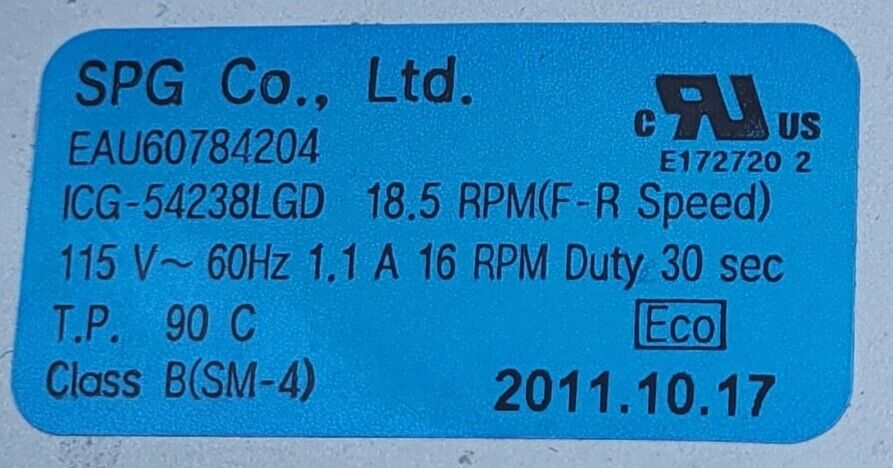 SPG Co., Ltd.
EAU60784204
c RU US
E172720 2
ICG-54238LGD 18.5 RPM(F-R Speed)
115 V~ 60Hz 1.1 A 16 RPM Duty 30 sec
T.P. 90 C
Eco
Class B(SM-4)
2011.10.17